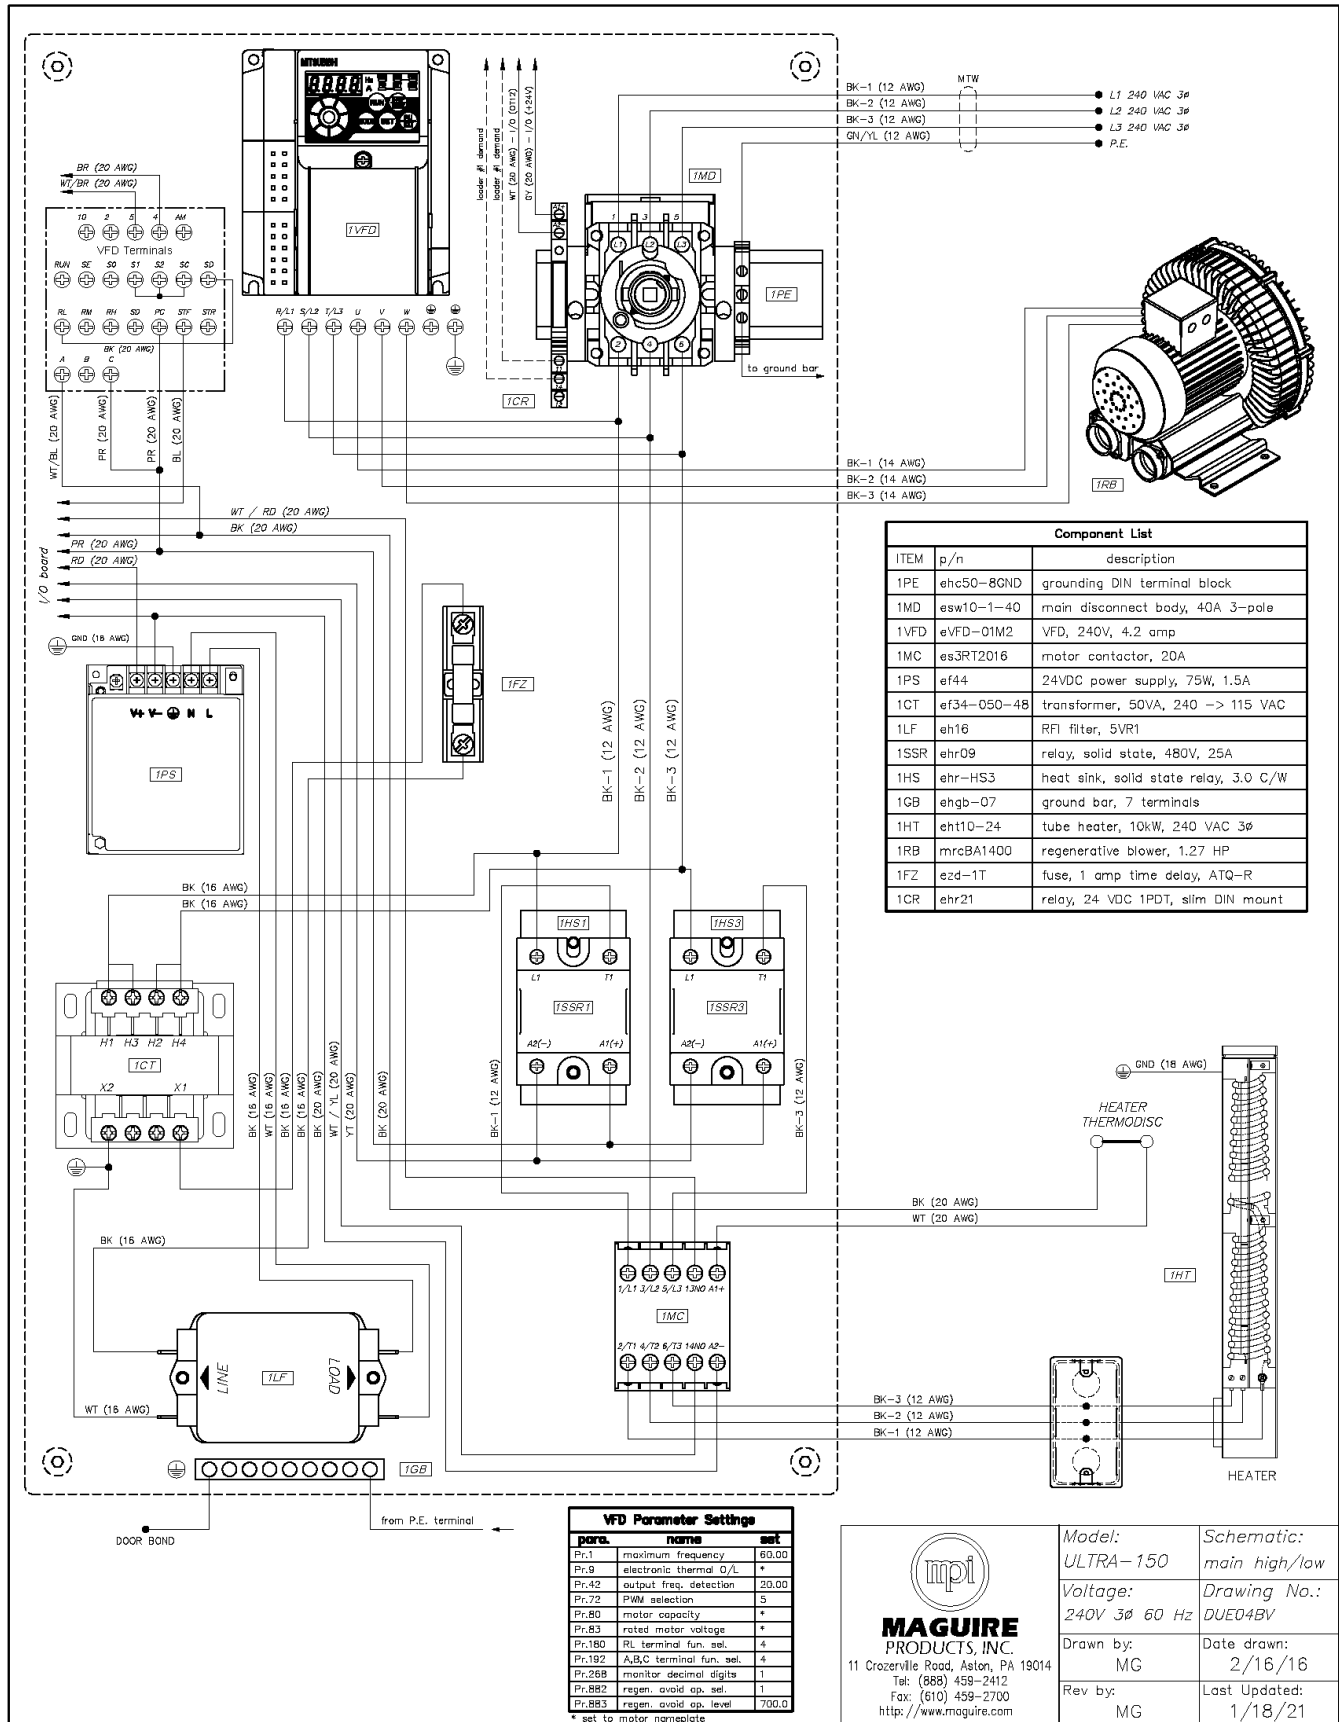 MITSUBISHI
Hz
A
RUN
MODE
SET
loader #1 demand
loader #1 demand
WT (20 AWG) - I/O (OT12)
GY (20 AWG) - I/O (+24V)
BK-1 (12 AWG)
BK-2 (12 AWG)
BK-3 (12 AWG)
GN/YL (12 AWG)
MTW
L1 240 VAC 3ø
L2 240 VAC 3ø
L3 240 VAC 3ø
P.E.
1MD
BR (20 AWG)
WT/BR (20 AWG)
10 2 5 4 AM
VFD Terminals
RUN SE SO S1 S2 SC SD
RL RM RH SD PC STF STR
BK (20 AWG)
A B C
1VFD
R/L1 S/L2 T/L3 U V W
1 3 5
L1 L2 L3
2 4 6
1PE
to ground bar
1CR
WT/BL (20 AWG)
PR (20 AWG)
PR (20 AWG)
BL (20 AWG)
BK-1 (14 AWG)
BK-2 (14 AWG)
BK-3 (14 AWG)
1RB
WT / RD (20 AWG)
BK (20 AWG)
PR (20 AWG)
RD (20 AWG)
I/O board
GND (16 AWG)
V+ V- N L
1PS
1FZ
Component List
ITEM p/n description
1PE ehc50-8GND grounding DIN terminal block
1MD esw10-1-40 main disconnect body, 40A 3-pole
1VFD eVFD-01M2 VFD, 240V, 4.2 amp
1MC es3RT2016 motor contactor, 20A
1PS ef44 24VDC power supply, 75W, 1.5A
1CT ef34-050-48 transformer, 50VA, 240 -> 115 VAC
1LF eh16 RFI filter, 5VR1
1SSR ehr09 relay, solid state, 480V, 25A
1HS ehr-HS3 heat sink, solid state relay, 3.0 C/W
1GB ehgb-07 ground bar, 7 terminals
1HT eht10-24 tube heater, 10kW, 240 VAC 3ø
1RB mrcBA1400 regenerative blower, 1.27 HP
1FZ ezd-1T fuse, 1 amp time delay, ATQ-R
1CR ehr21 relay, 24 VDC 1PDT, slim DIN mount
BK-1 (12 AWG)
BK-2 (12 AWG)
BK-3 (12 AWG)
BK (16 AWG)
BK (16 AWG)
1HS1
1HS3
L1 T1
L1 T1
1SSR1
1SSR3
A2(-) A1(+)
A2(-) A1(+)
H1 H3 H2 H4
1CT
X2 X1
BK (16 AWG)
WT (16 AWG)
BK (16 AWG)
BK (16 AWG)
BK (20 AWG)
WT / YL (20 AWG)
YT (20 AWG)
BK (20 AWG)
BK-1 (12 AWG)
BK-3 (12 AWG)
GND (18 AWG)
HEATER
THERMODISC
BK (20 AWG)
WT (20 AWG)
BK (16 AWG)
1/L1 3/L2 5/L3 13NO A1+
1MC
2/T1 4/T2 6/T3 14NO A2-
1HT
LINE
1LF
LOAD
WT (16 AWG)
BK-3 (12 AWG)
BK-2 (12 AWG)
BK-1 (12 AWG)
HEATER
1GB
DOOR BOND
from P.E. terminal
VFD Parameter Settings
para. name set
Pr.1 maximum frequency 60.00
Pr.9 electronic thermal O/L *
Pr.42 output freq. detection 20.00
Pr.72 PWM selection 5
Pr.80 motor capacity *
Pr.83 rated motor voltage *
Pr.180 RL terminal fun. sel. 4
Pr.192 A,B,C terminal fun. sel. 4
Pr.268 monitor decimal digits 1
Pr.882 regen. avoid op. sel. 1
Pr.883 regen. avoid op. level 700.0
* set to motor nameplate
mpi
MAGUIRE
PRODUCTS, INC.
11 Crozerville Road, Aston, PA 19014
Tel: (888) 459-2412
Fax: (610) 459-2700
http://www.maguire.com
Model:
ULTRA-150
Schematic:
main high/low
Voltage:
240V 3ø 60 Hz
Drawing No.:
DUE04BV
Drawn by:
MG
Date drawn:
2/16/16
Rev by:
MG
Last Updated:
1/18/21